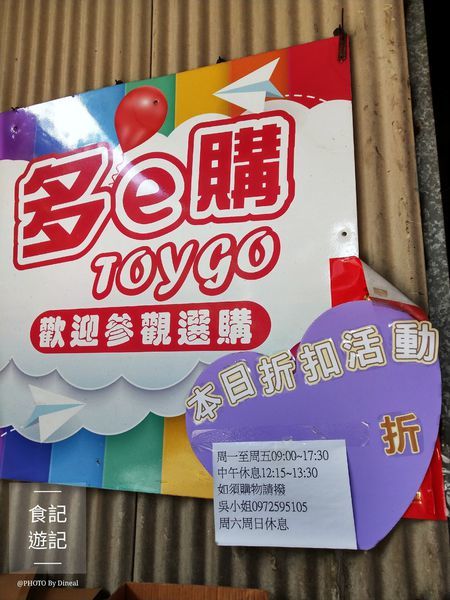 多e購
TOYGO
歡迎參觀選購
本日折扣活動
折
周一至周五09:00~17:30
中午休息12:15~13:30
如須購物請撥
吳小姐0972595105
周六周日休息
食記
遊記
@PHOTO By Dineal